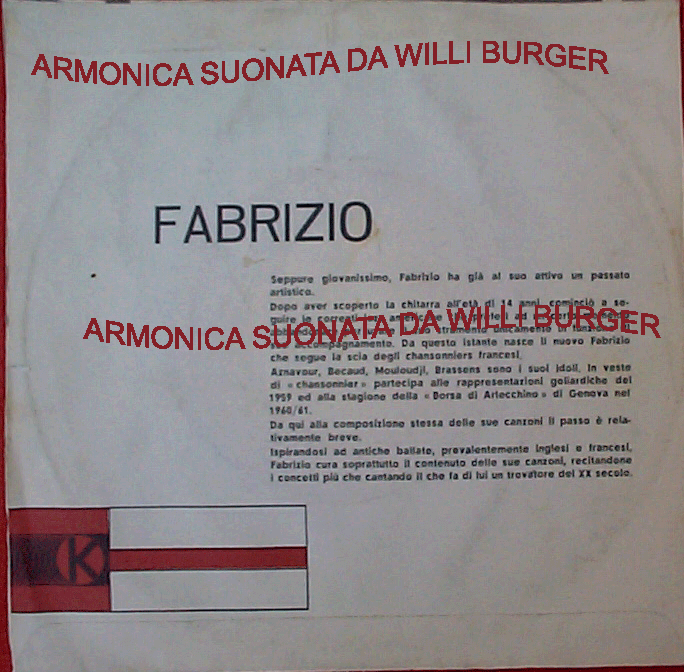 ARMONICA SUONATA DA WILLI BURGER
FABRIZIO
Seppure giovanissimo, Fabrizio ha già al suo attivo un passato
artistico.
Dopo aver scoperto la chitarra all'età di 14 anni, cominciò a se-
ARMONICA SUONATA DA WILLI BURGER
accompagnamento. Da questo istante nasce il nuovo Fabrizio
che segue la scia degli chansonniers francesi.
Aznavour, Becaud, Mouloudji, Brassens sono i suoi idoli. In veste
di « chansonnier » partecipa alle rappresentazioni goliardiche del
1959 ed alla stagione della « Borsa di Arlecchino » di Genova nel
1960/61.
Da qui alla composizione stessa delle sue canzoni il passo è rela-
tivamente breve.
Ispirandosi ad antiche ballate, prevalentemente inglesi e francesi,
Fabrizio cura soprattutto il contenuto delle sue canzoni, recitandone
i concetti più che cantando il che fa di lui un trovatore del XX secolo.
K